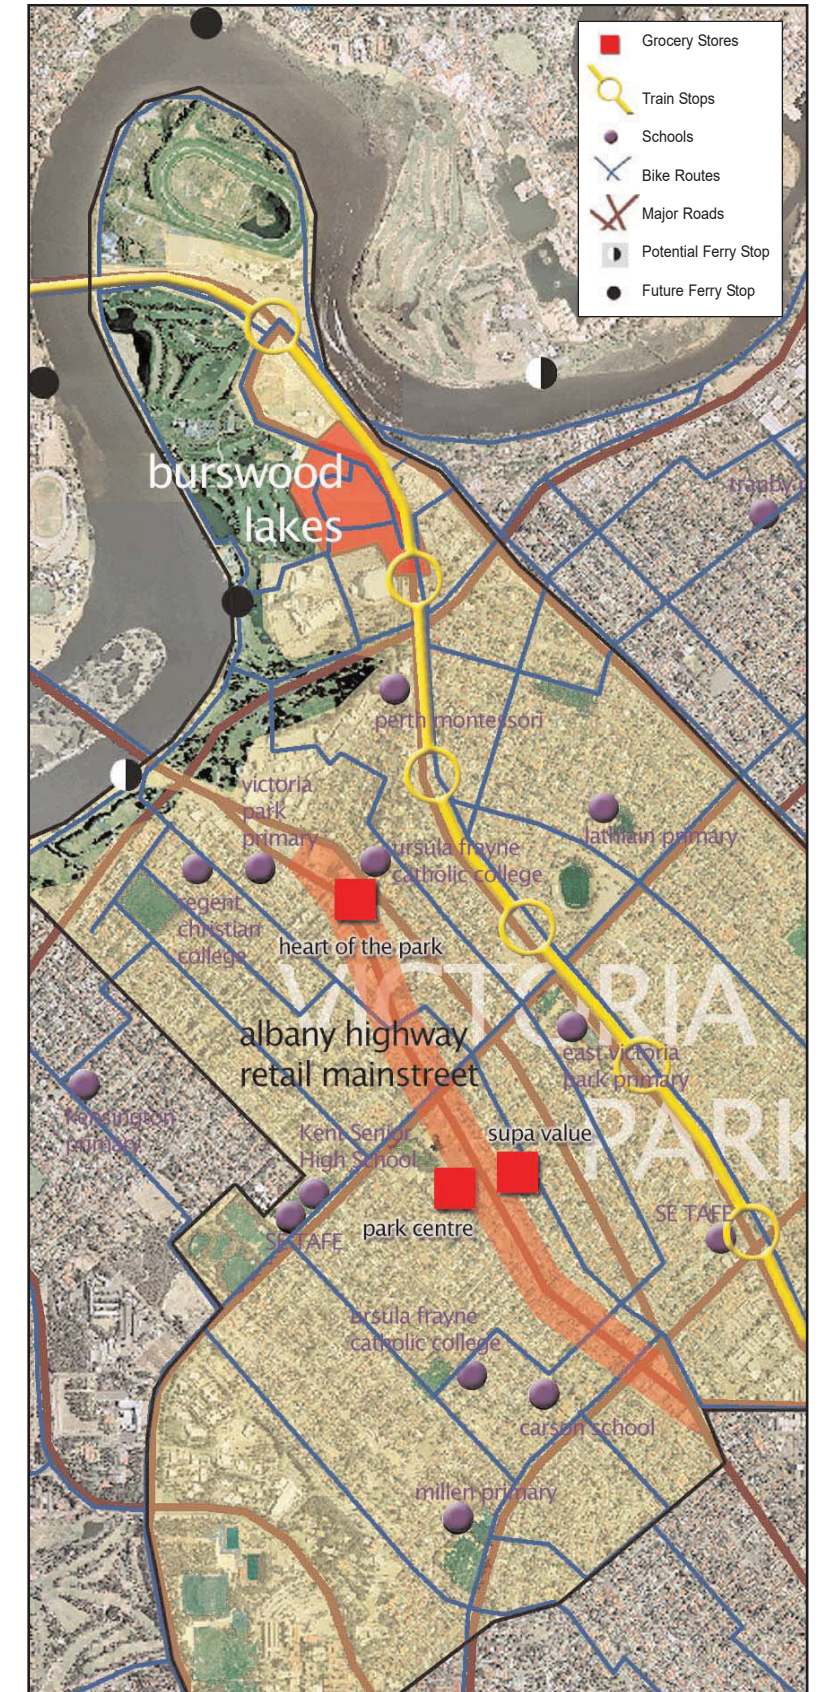 Grocery Stores
Train Stops
Schools
Bike Routes
Major Roads
Potential Ferry Stop
Future Ferry Stop
burswood
lakes
perth montessori
victoria
park
primary
lathlain primary
ursula frayne
catholic college
regent
christian
college
heart of the park
VICTORIA
PARK
albany highway
retail mainstreet
east victoria
park primary
kensington
primary
Kent Senior
High School
supa value
park centre
SE TAFE
SE TAFE
ursula frayne
catholic college
carson school
millen primary